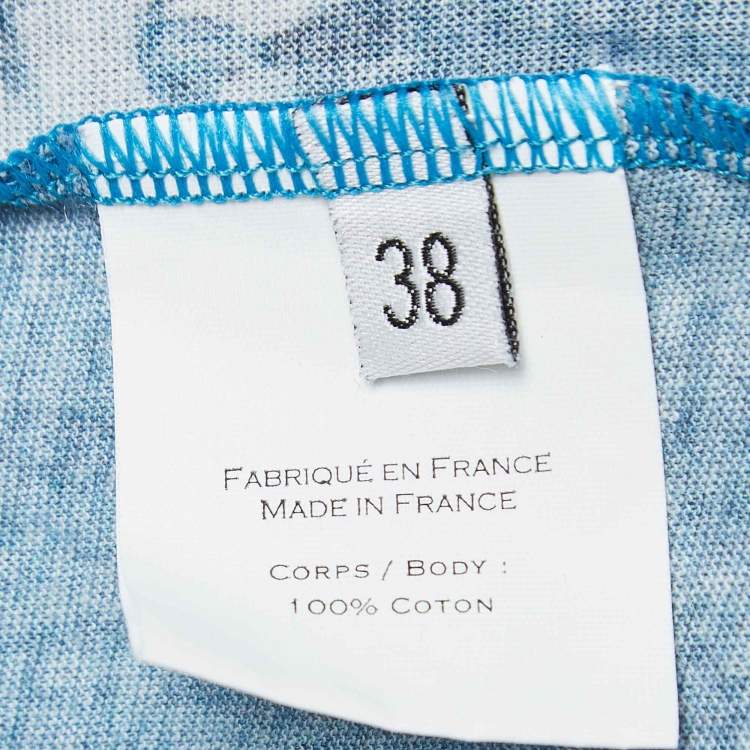 38
FABRIQUÉ EN FRANCE
MADE IN FRANCE
CORPS / BODY :
100% COTON